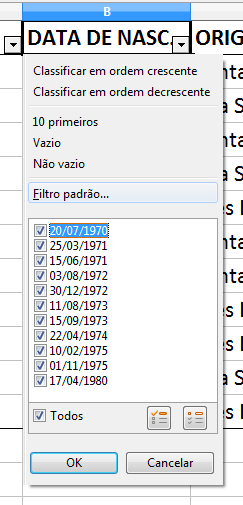 B
DATA DE NASC. ORIG
Classificar em ordem crescente
Classificar em ordem decrescente
10 primeiros
Vazio
Não vazio
Filtro padrão...
20/07/1970
25/03/1971
15/06/1971
03/08/1972
30/12/1972
11/08/1973
15/09/1973
22/04/1974
10/02/1975
01/11/1975
17/04/1980
Todos
OK Cancelar